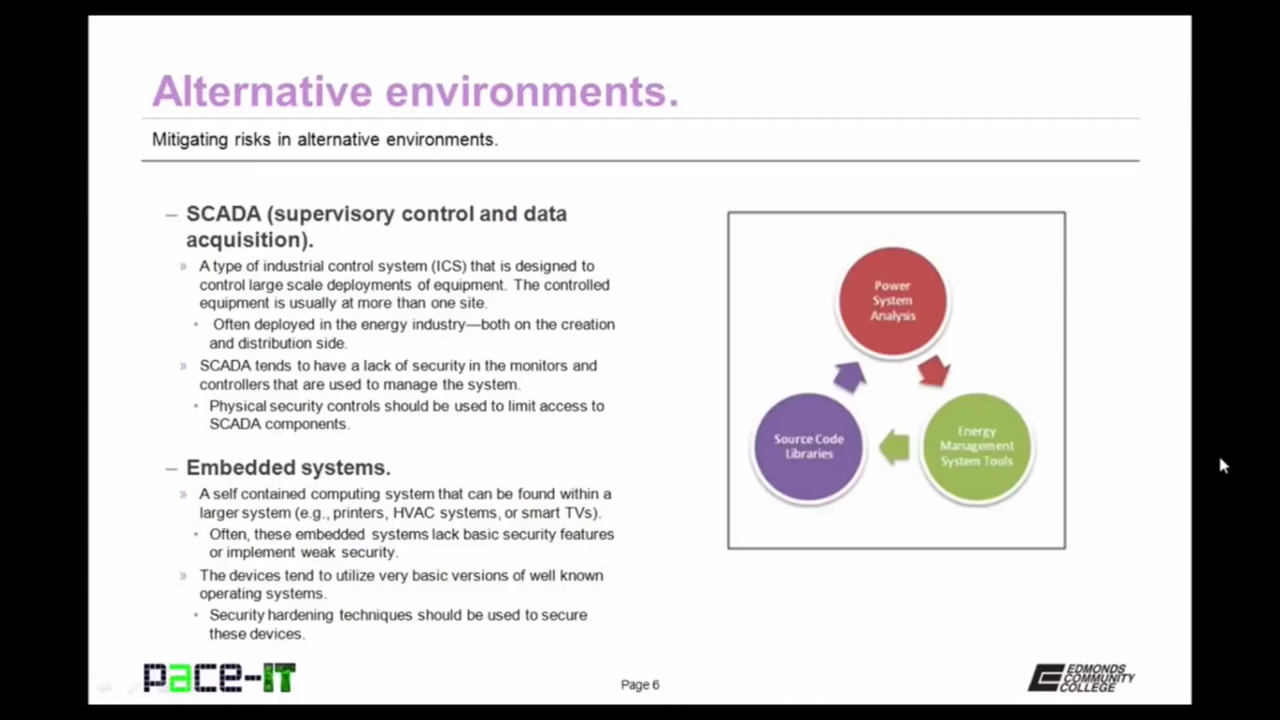 Alternative environments.
Mitigating risks in alternative environments.
– SCADA (supervisory control and data
acquisition).
» A type of industrial control system (ICS) that is designed to
control large scale deployments of equipment. The controlled
equipment is usually at more than one site.
• Often deployed in the energy industry—both on the creation
and distribution side.
» SCADA tends to have a lack of security in the monitors and
controllers that are used to manage the system.
• Physical security controls should be used to limit access to
SCADA components.
– Embedded systems.
» A self contained computing system that can be found within a
larger system (e.g., printers, HVAC systems, or smart TVs).
• Often, these embedded systems lack basic security features
or implement weak security.
» The devices tend to utilize very basic versions of well known
operating systems.
• Security hardening techniques should be used to secure
these devices.
Power
System
Analysis
Source Code
Libraries
Energy
Management
System Tools
pace-IT
Page 6
EDMONDS
COMMUNITY
COLLEGE